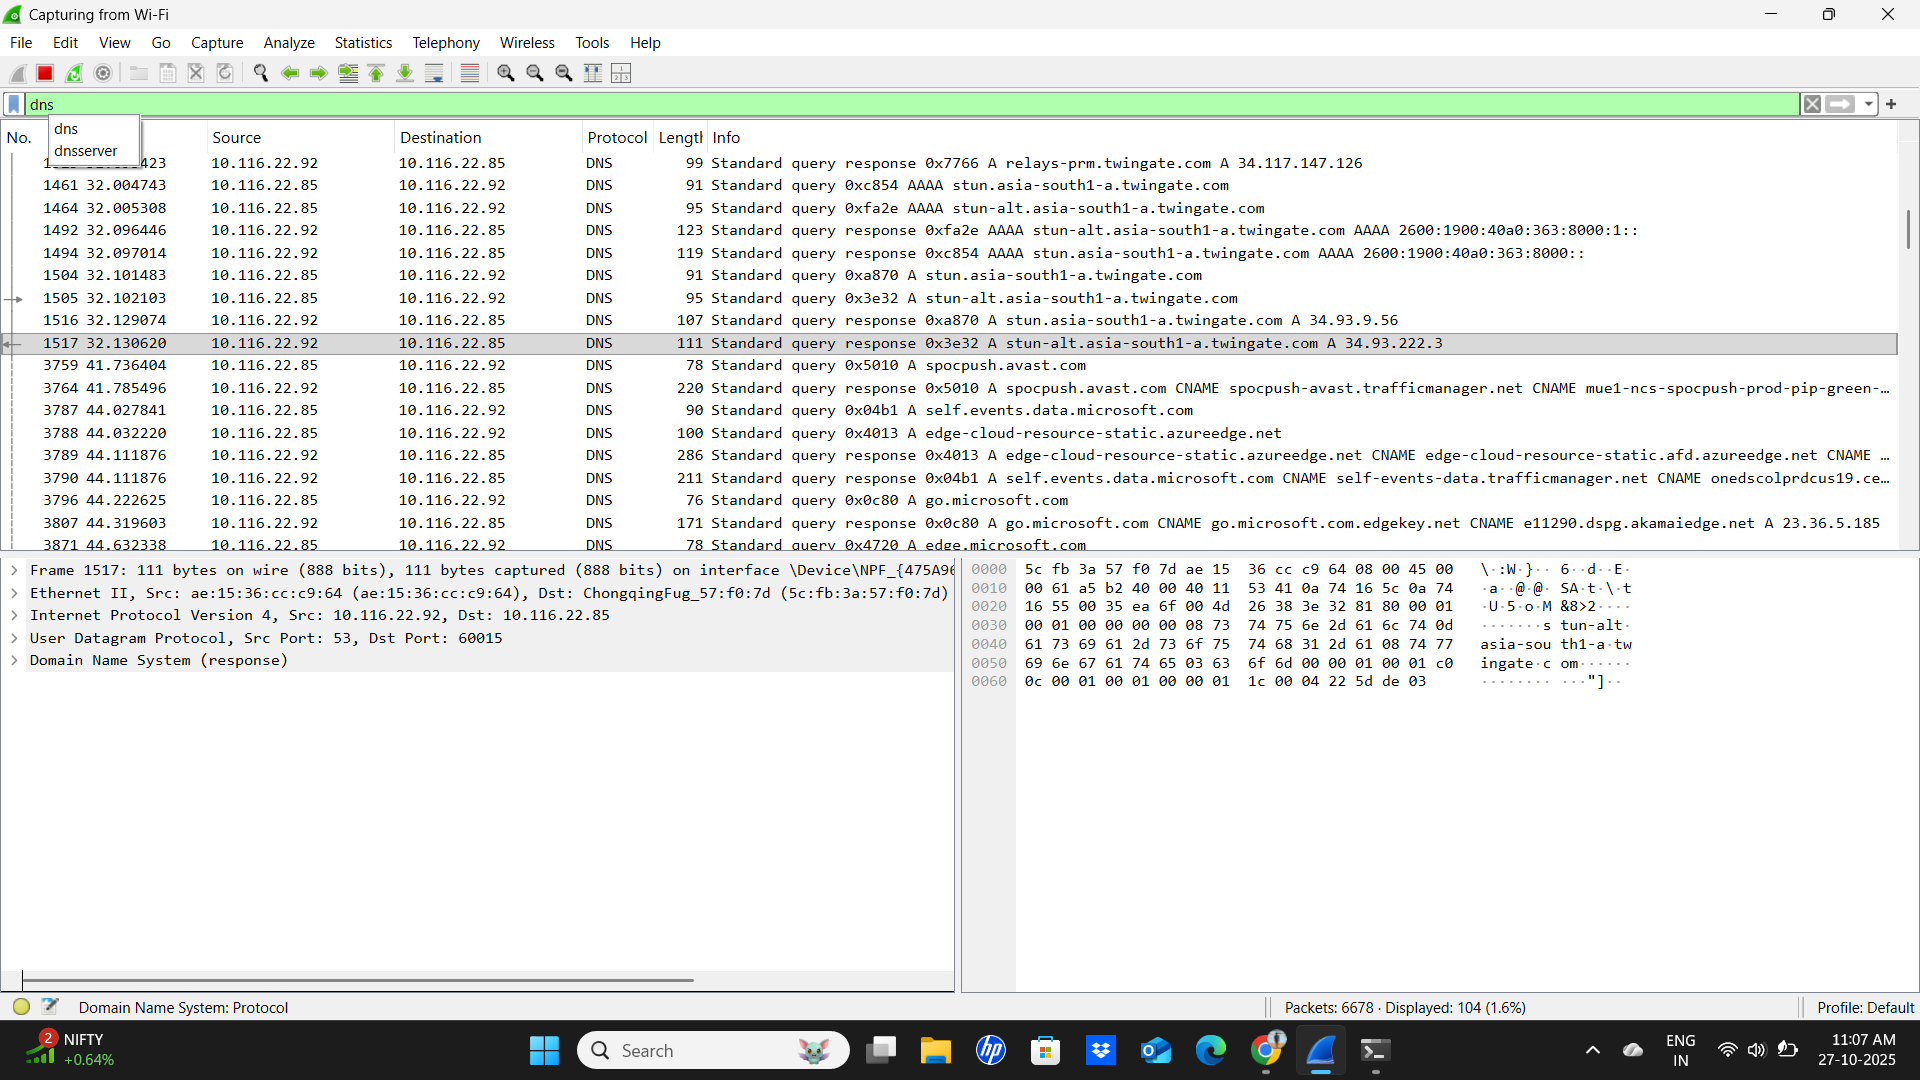 Capturing from Wi-Fi
File Edit View Go Capture Analyze Statistics Telephony Wireless Tools Help
dns
dns
dnsserver
No. Source Destination Protocol Length Info
423 10.116.22.92 10.116.22.85 DNS 99 Standard query response 0x7766 A relays-prm.twingate.com A 34.117.147.126
1461 32.004743 10.116.22.85 10.116.22.92 DNS 91 Standard query 0xc854 AAAA stun.asia-south1-a.twingate.com
1464 32.005308 10.116.22.85 10.116.22.92 DNS 95 Standard query 0xfa2e AAAA stun-alt.asia-south1-a.twingate.com
1492 32.096446 10.116.22.92 10.116.22.85 DNS 123 Standard query response 0xfa2e AAAA stun-alt.asia-south1-a.twingate.com AAAA 2600:1900:40a0:363:8000:1::
1494 32.097014 10.116.22.92 10.116.22.85 DNS 119 Standard query response 0xc854 AAAA stun.asia-south1-a.twingate.com AAAA 2600:1900:40a0:363:8000::
1504 32.101483 10.116.22.85 10.116.22.92 DNS 91 Standard query 0xa870 A stun.asia-south1-a.twingate.com
1505 32.102103 10.116.22.85 10.116.22.92 DNS 95 Standard query 0x3e32 A stun-alt.asia-south1-a.twingate.com
1516 32.129074 10.116.22.92 10.116.22.85 DNS 107 Standard query response 0xa870 A stun.asia-south1-a.twingate.com A 34.93.9.56
1517 32.130620 10.116.22.92 10.116.22.85 DNS 111 Standard query response 0x3e32 A stun-alt.asia-south1-a.twingate.com A 34.93.222.3
3759 41.736404 10.116.22.85 10.116.22.92 DNS 78 Standard query 0x5010 A spocpush.avast.com
3764 41.785496 10.116.22.92 10.116.22.85 DNS 220 Standard query response 0x5010 A spocpush.avast.com CNAME spocpush-avast.trafficmanager.net CNAME mue1-ncs-spocpush-prod-pip-green-…
3787 44.027841 10.116.22.85 10.116.22.92 DNS 90 Standard query 0x04b1 A self.events.data.microsoft.com
3788 44.032220 10.116.22.85 10.116.22.92 DNS 100 Standard query 0x4013 A edge-cloud-resource-static.azureedge.net
3789 44.111876 10.116.22.92 10.116.22.85 DNS 286 Standard query response 0x4013 A edge-cloud-resource-static.azureedge.net CNAME edge-cloud-resource-static.afd.azureedge.net CNAME …
3790 44.111876 10.116.22.92 10.116.22.85 DNS 211 Standard query response 0x04b1 A self.events.data.microsoft.com CNAME self-events-data.trafficmanager.net CNAME onedscolprdcus19.ce…
3796 44.222625 10.116.22.85 10.116.22.92 DNS 76 Standard query 0x0c80 A go.microsoft.com
3807 44.319603 10.116.22.92 10.116.22.85 DNS 171 Standard query response 0x0c80 A go.microsoft.com CNAME go.microsoft.com.edgekey.net CNAME e11290.dspg.akamaiedge.net A 23.36.5.185
3871 44.632338 10.116.22.85 10.116.22.92 DNS 78 Standard query 0x4720 A edge.microsoft.com
Frame 1517: 111 bytes on wire (888 bits), 111 bytes captured (888 bits) on interface \Device\NPF_{475A96
Ethernet II, Src: ae:15:36:cc:c9:64 (ae:15:36:cc:c9:64), Dst: ChongqingFug_57:f0:7d (5c:fb:3a:57:f0:7d)
Internet Protocol Version 4, Src: 10.116.22.92, Dst: 10.116.22.85
User Datagram Protocol, Src Port: 53, Dst Port: 60015
Domain Name System (response)
0000 5c fb 3a 57 f0 7d ae 15 36 cc c9 64 08 00 45 00 \·:W·}·· 6··d··E·
0010 00 61 a5 b2 40 00 40 11 53 41 0a 74 16 5c 0a 74 ·a··@·@· SA·t·\·t
0020 16 55 00 35 ea 6f 00 4d 26 38 3e 32 81 80 00 01 ·U·5·o·M &8>2····
0030 00 01 00 00 00 00 08 73 74 75 6e 2d 61 6c 74 0d ·······s tun-alt·
0040 61 73 69 61 2d 73 6f 75 74 68 31 2d 61 08 74 77 asia-sou th1-a·tw
0050 69 6e 67 61 74 65 03 63 6f 6d 00 00 01 00 01 c0 ingate·c om······
0060 0c 00 01 00 01 00 00 01 1c 00 04 22 5d de 03 ········ ···"]··
Domain Name System: Protocol
Packets: 6678 · Displayed: 104 (1.6%)
Profile: Default
2
NIFTY
+0.64%
Search
hp
ENG
IN
11:07 AM
27-10-2025